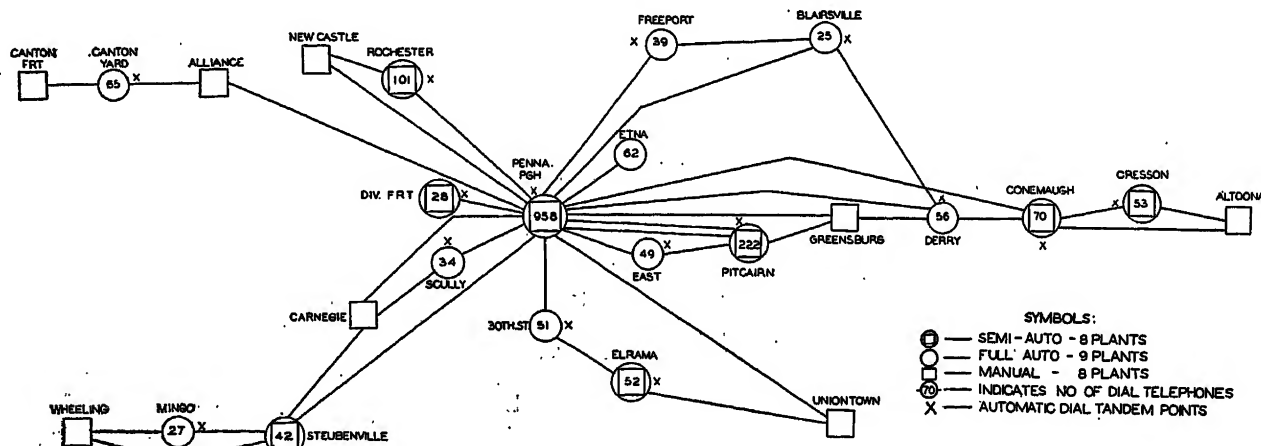 FREEPORT
39
X
BLAIRSVILLE
25
X
CANTON
FRT
CANTON
YARD
65
X
ALLIANCE
NEW CASTLE
ROCHESTER
101
X
ETNA
62
PENNA.
PGH
X
958
DIV. FRT
28
X
CONEMAUGH
70
X
CRESSON
X
53
ALTOONA
GREENSBURG
X
56
DERRY
X
222
PITCAIRN
49
X
EAST
X
34
SCULLY
CARNEGIE
30TH.ST.
51
X
ELRAMA
52
X
UNIONTOWN
WHEELING
MINGO
27
X
42
STEUBENVILLE
SYMBOLS:
— SEMI-AUTO - 8 PLANTS
— FULL AUTO - 9 PLANTS
— MANUAL - 8 PLANTS
70 — INDICATES NO OF DIAL TELEPHONES
X — AUTOMATIC DIAL TANDEM POINTS